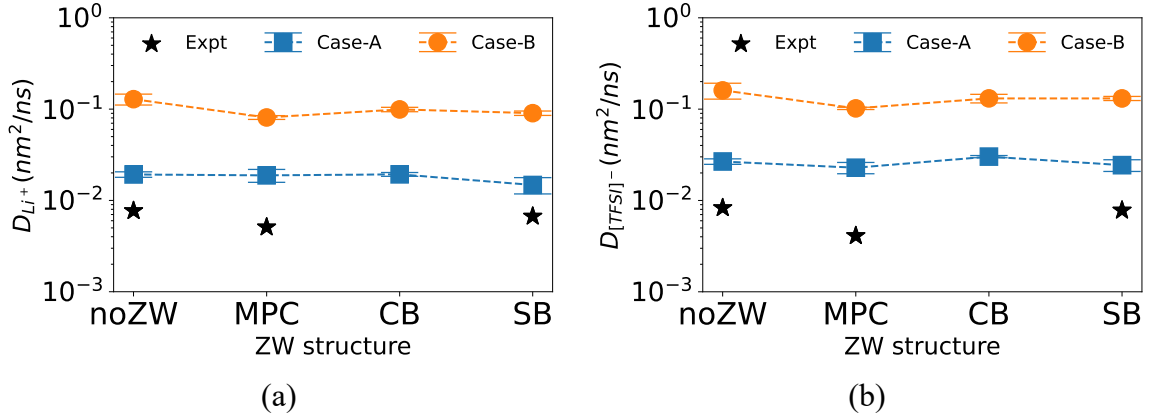 10^0
10^-1
10^-2
10^-3
D_{Li^+} (nm^2/ns)
Expt Case-A Case-B
noZW MPC CB SB
ZW structure
(a)
10^0
10^-1
10^-2
10^-3
D_{[TFSI]^-} (nm^2/ns)
Expt Case-A Case-B
noZW MPC CB SB
ZW structure
(b)